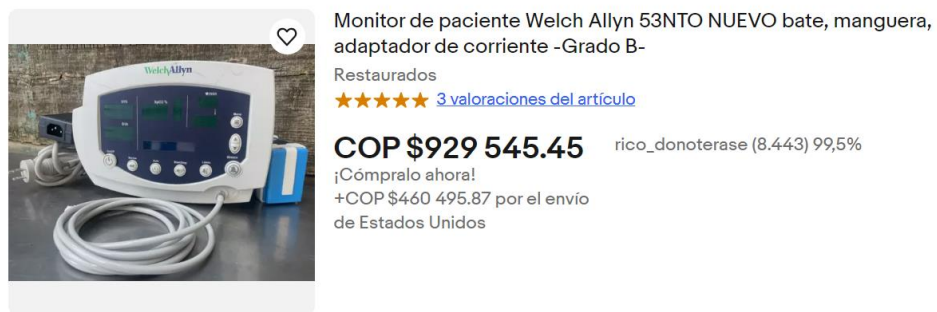 Monitor de paciente Welch Allyn 53NTO NUEVO bate, manguera,
adaptador de corriente -Grado B-
Restaurados
3 valoraciones del artículo
COP $929 545.45
rico_donoterase (8.443) 99,5%
¡Cómpralo ahora!
+COP $460 495.87 por el envío
de Estados Unidos
WelchAllyn